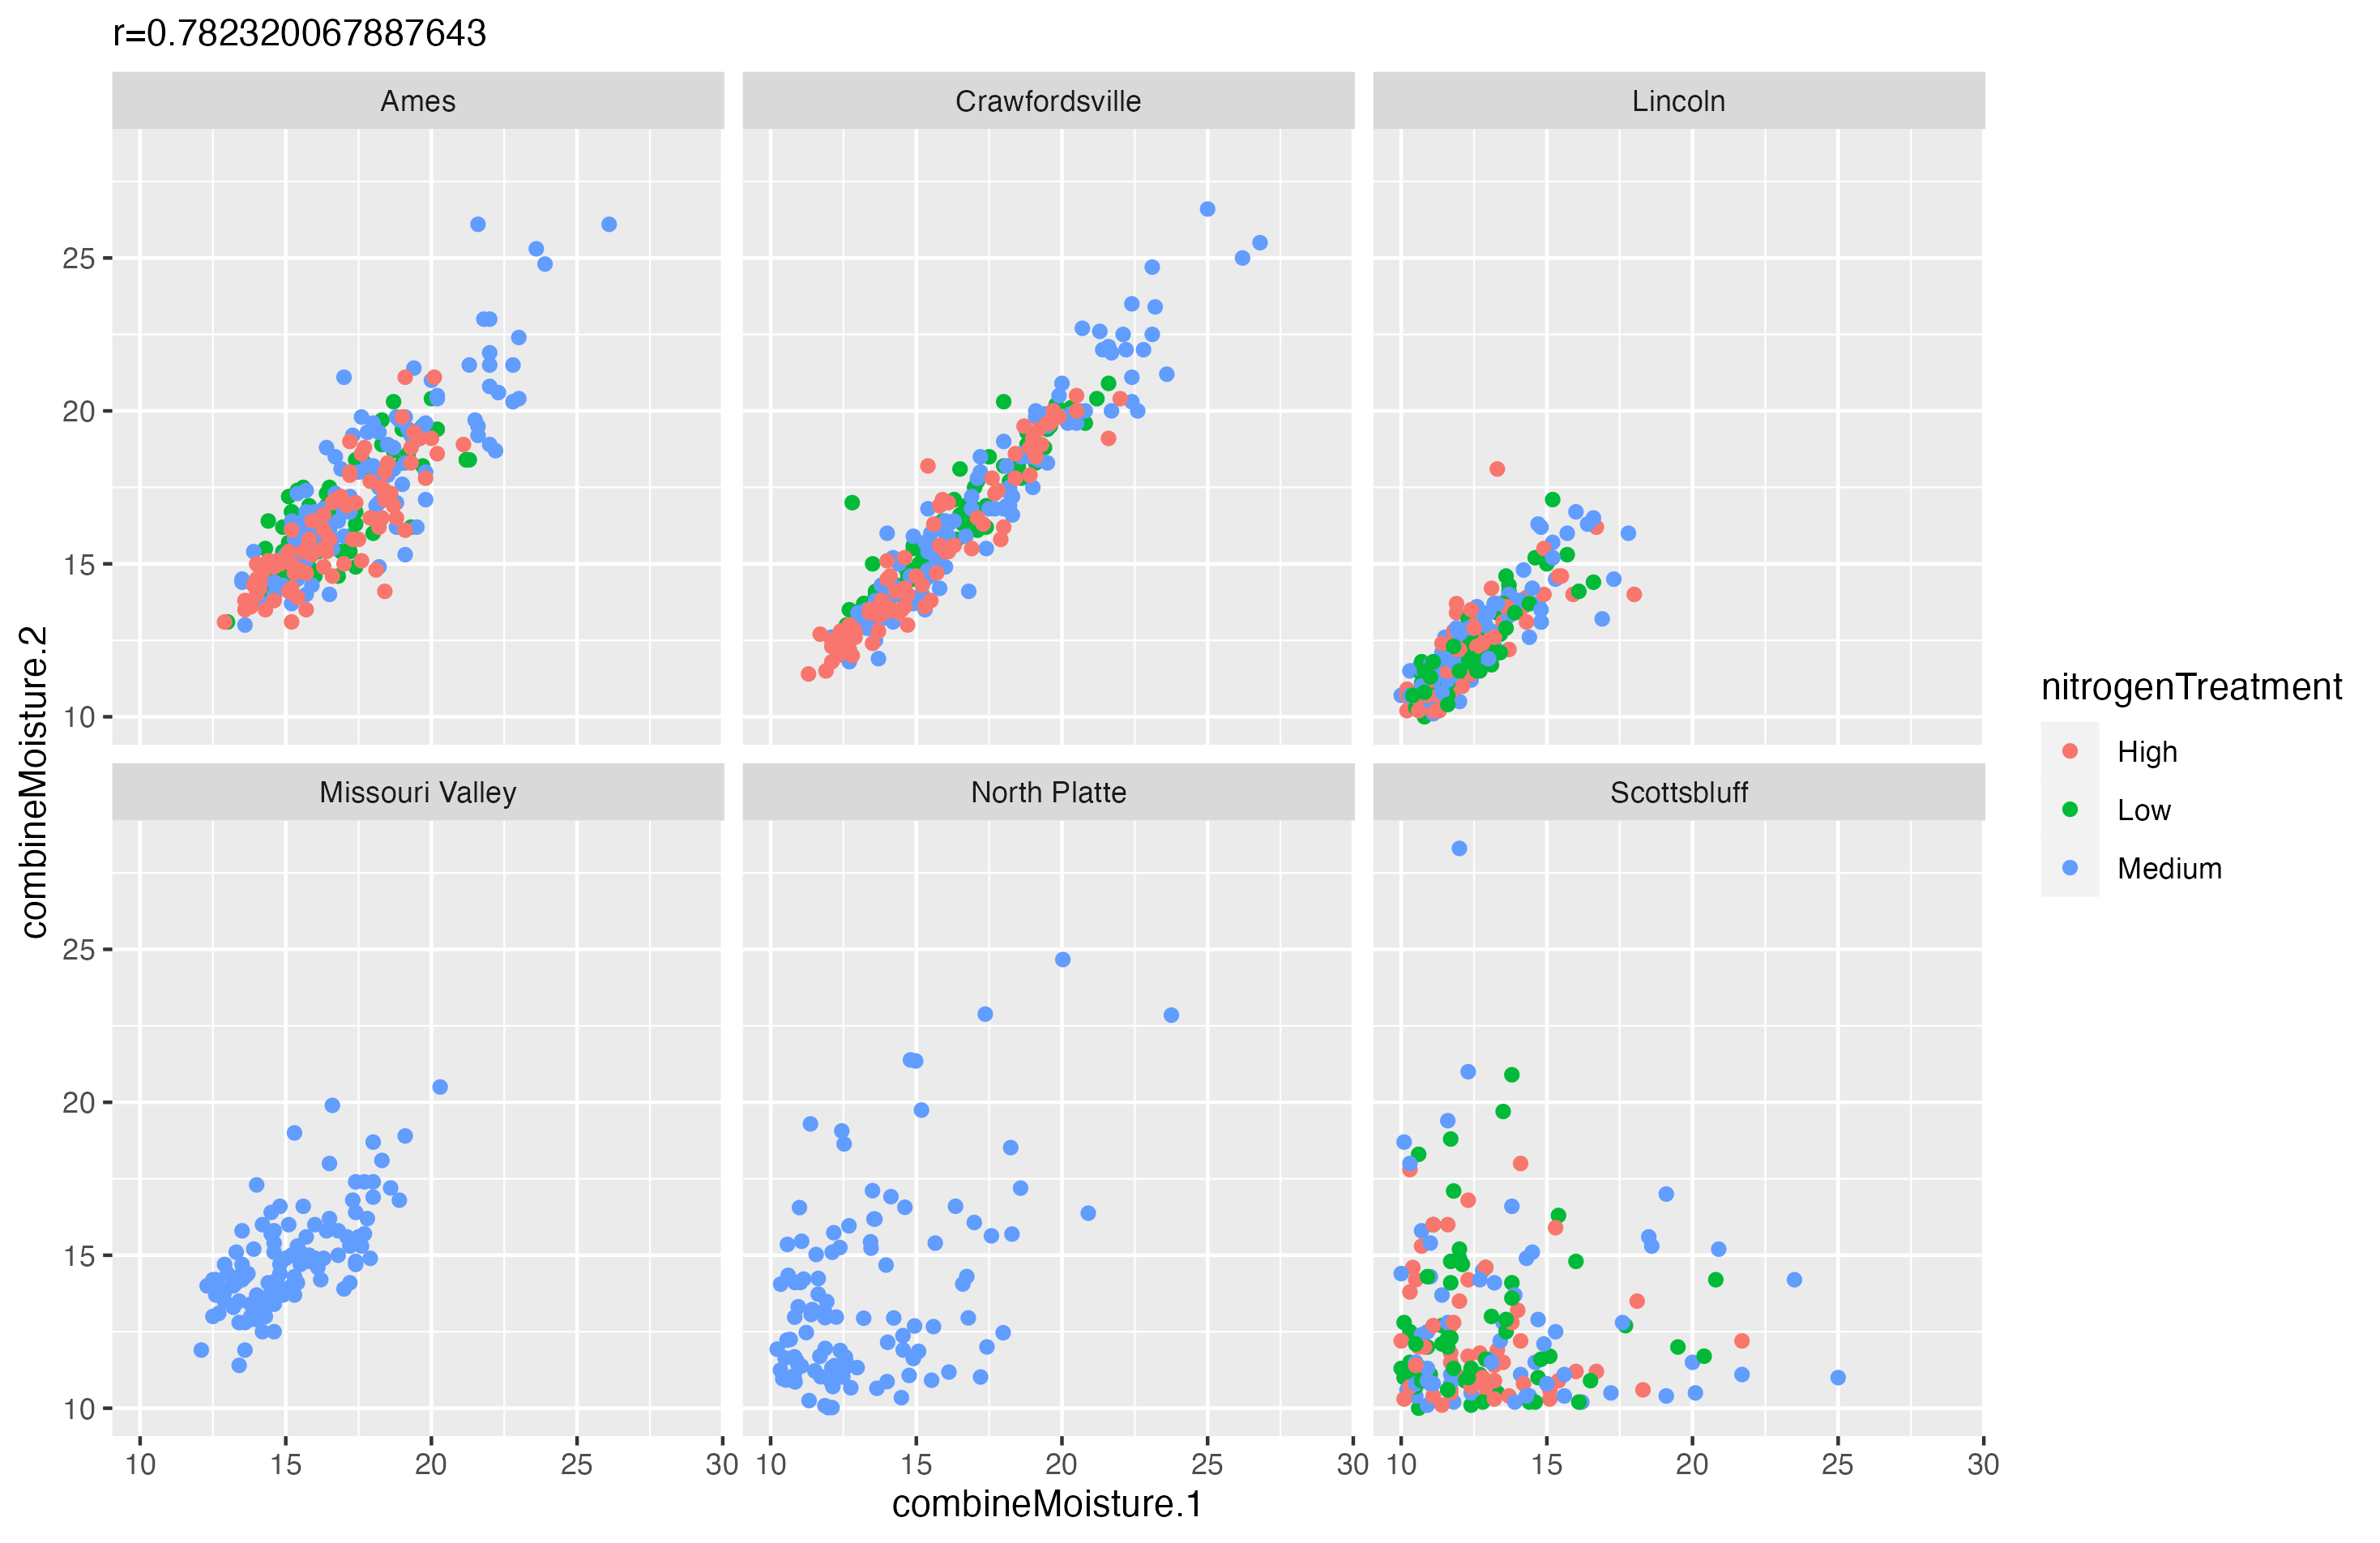 r=0.782320067887643
Ames
Crawfordsville
Lincoln
25
20
15
10
Missouri Valley
North Platte
Scottsbluff
25
20
15
10
10 15 20 25 30
10 15 20 25 30
10 15 20 25 30
combineMoisture.1
combineMoisture.2
nitrogenTreatment
High
Low
Medium